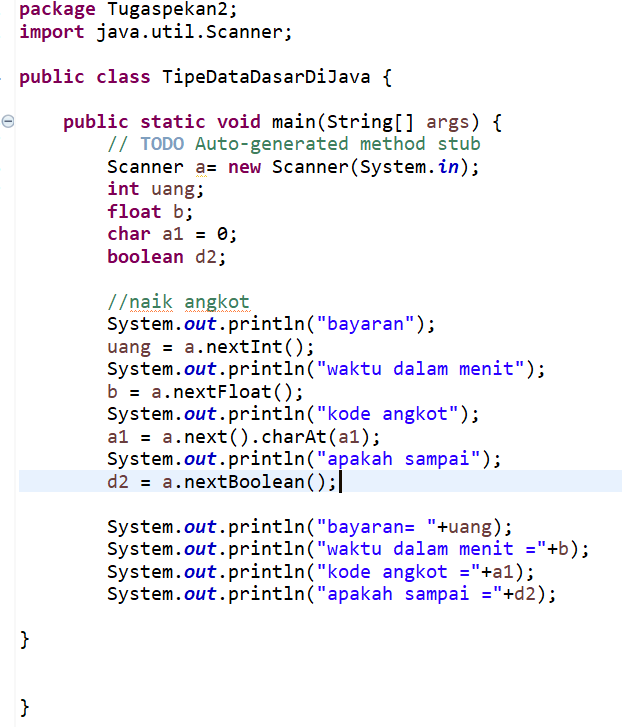 package Tugaspekan2;
import java.util.Scanner;
public class TipeDataDasarDiJava {
public static void main(String[] args) {
// TODO Auto-generated method stub
Scanner a= new Scanner(System.in);
int uang;
float b;
char a1 = 0;
boolean d2;
//naik angkot
System.out.println("bayaran");
uang = a.nextInt();
System.out.println("waktu dalam menit");
b = a.nextFloat();
System.out.println("kode angkot");
a1 = a.next().charAt(a1);
System.out.println("apakah sampai");
d2 = a.nextBoolean();
System.out.println("bayaran= "+uang);
System.out.println("waktu dalam menit ="+b);
System.out.println("kode angkot ="+a1);
System.out.println("apakah sampai ="+d2);
}
}